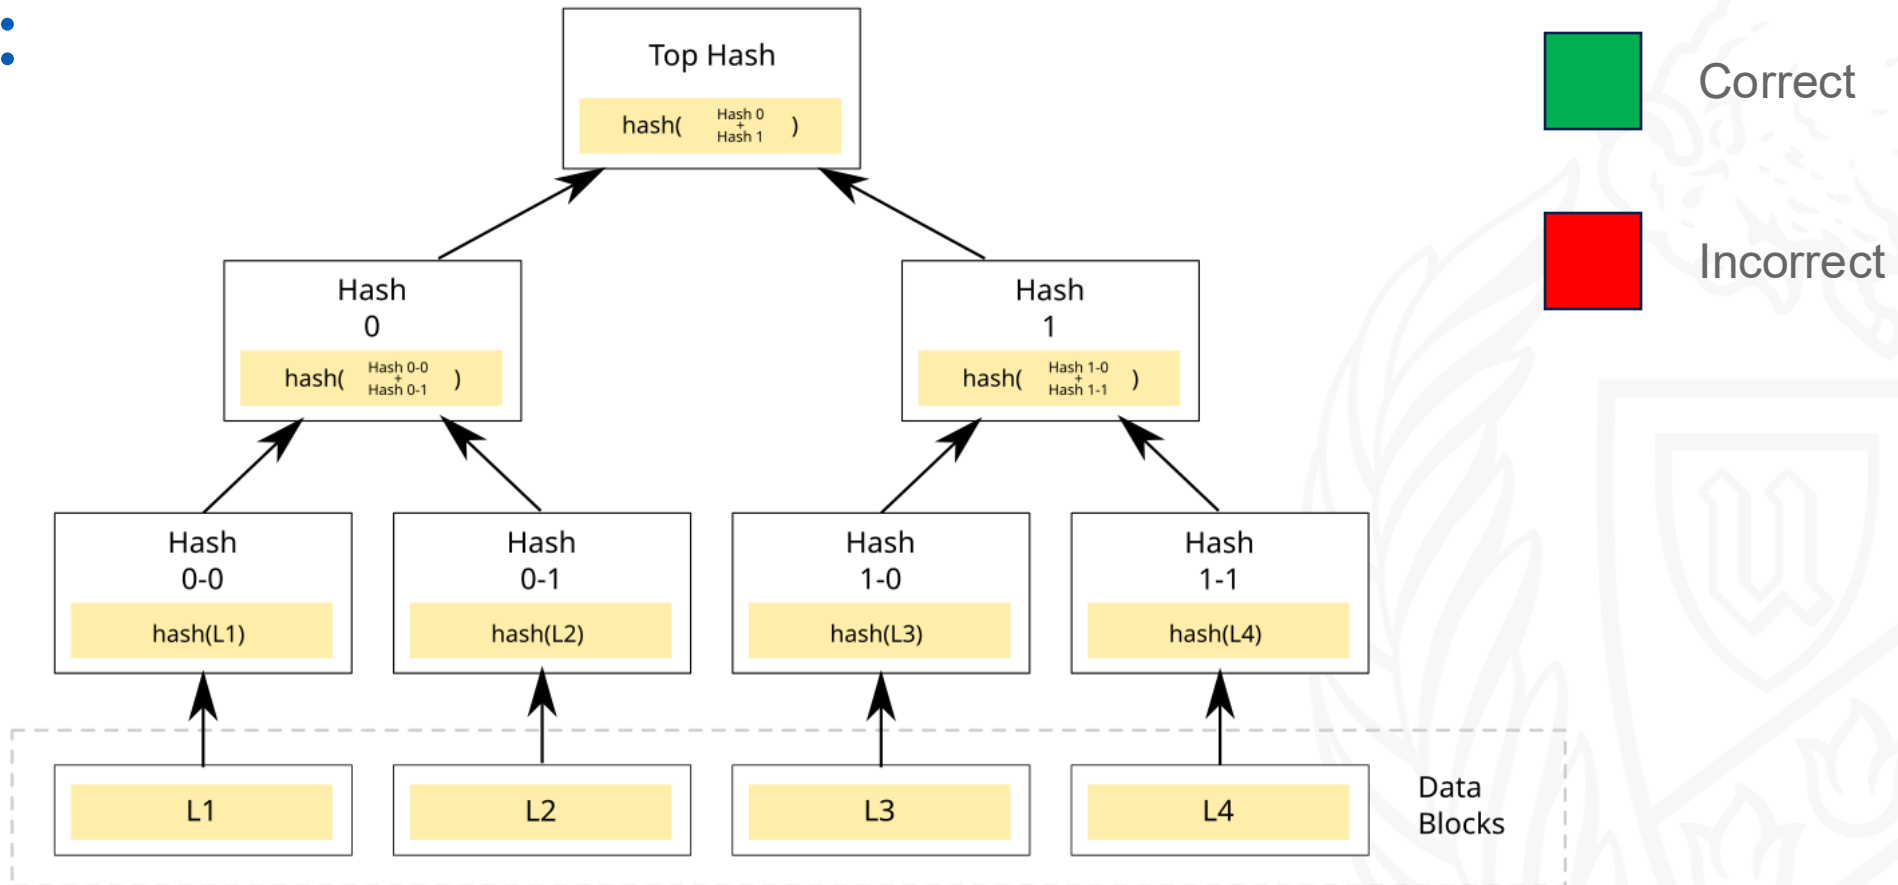 Top Hash
hash( Hash 0 + Hash 1 )
Correct
Incorrect
Hash
0
hash( Hash 0-0 + Hash 0-1 )
Hash
1
hash( Hash 1-0 + Hash 1-1 )
Hash
0-0
hash(L1)
Hash
0-1
hash(L2)
Hash
1-0
hash(L3)
Hash
1-1
hash(L4)
L1
L2
L3
L4
Data
Blocks